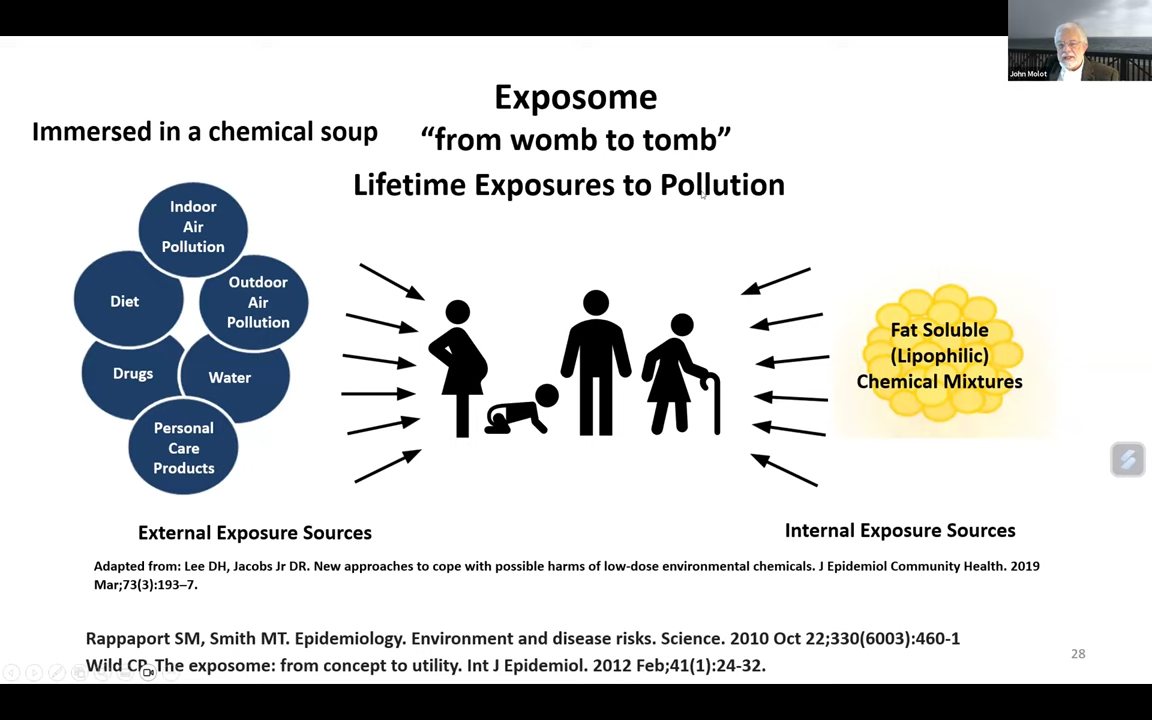 John Molot
Exposome
Immersed in a chemical soup
“from womb to tomb”
Lifetime Exposures to Pollution
Indoor
Air
Pollution
Diet
Outdoor
Air
Pollution
Drugs
Water
Personal
Care
Products
Fat Soluble
(Lipophilic)
Chemical Mixtures
External Exposure Sources
Internal Exposure Sources
Adapted from: Lee DH, Jacobs Jr DR. New approaches to cope with possible harms of low-dose environmental chemicals. J Epidemiol Community Health. 2019
Mar;73(3):193–7.
Rappaport SM, Smith MT. Epidemiology. Environment and disease risks. Science. 2010 Oct 22;330(6003):460-1
Wild CP. The exposome: from concept to utility. Int J Epidemiol. 2012 Feb;41(1):24-32.
28